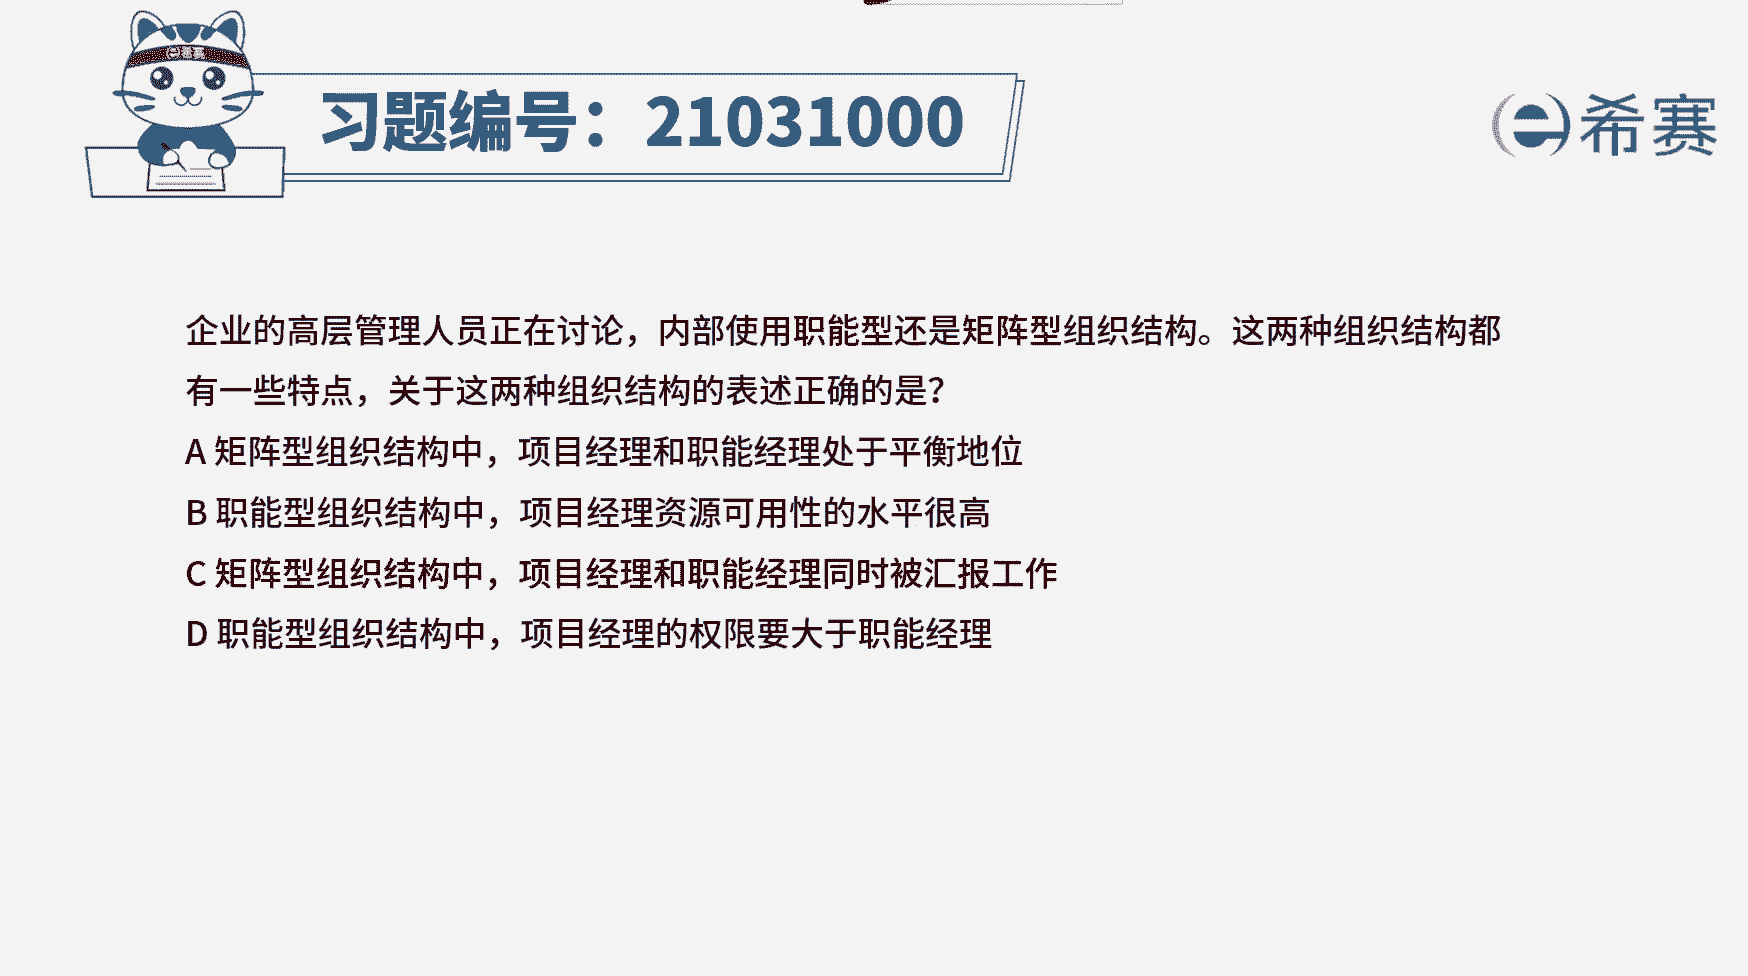 希赛
习题编号：21031000
希赛
企业的高层管理人员正在讨论，内部使用职能型还是矩阵型组织结构。这两种组织结构都
有一些特点，关于这两种组织结构的表述正确的是？
A 矩阵型组织结构中，项目经理和职能经理处于平衡地位
B 职能型组织结构中，项目经理资源可用性的水平很高
C 矩阵型组织结构中，项目经理和职能经理同时被汇报工作
D 职能型组织结构中，项目经理的权限要大于职能经理